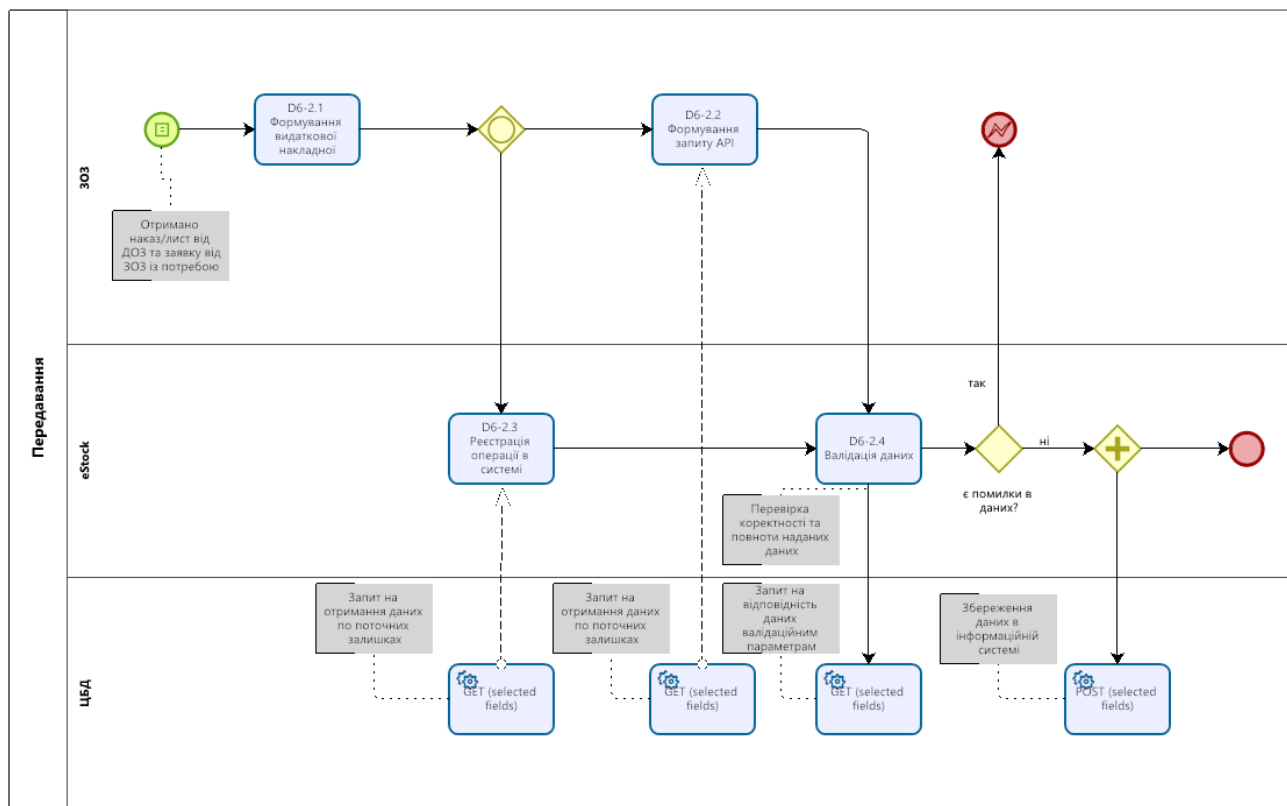 Передавання
ЗОЗ
D6-2.1
Формування
видаткової
накладної
D6-2.2
Формування
запиту API
Отримано
наказ/лист від
ДОЗ та заявку від
ЗОЗ із потребою
eStock
так
D6-2.3
Реєстрація
операції в
системі
D6-2.4
Валідація даних
ні
є помилки в
даних?
Перевірка
коректності та
повноти наданих
даних
ЦБД
Запит на
отримання даних
по поточних
залишках
Запит на
отримання даних
по поточних
залишках
Запит на
відповідність
даних
валідаційним
параметрам
Збереження
даних в
інформаційній
системі
GET (selected
fields)
GET (selected
fields)
GET (selected
fields)
POST (selected
fields)